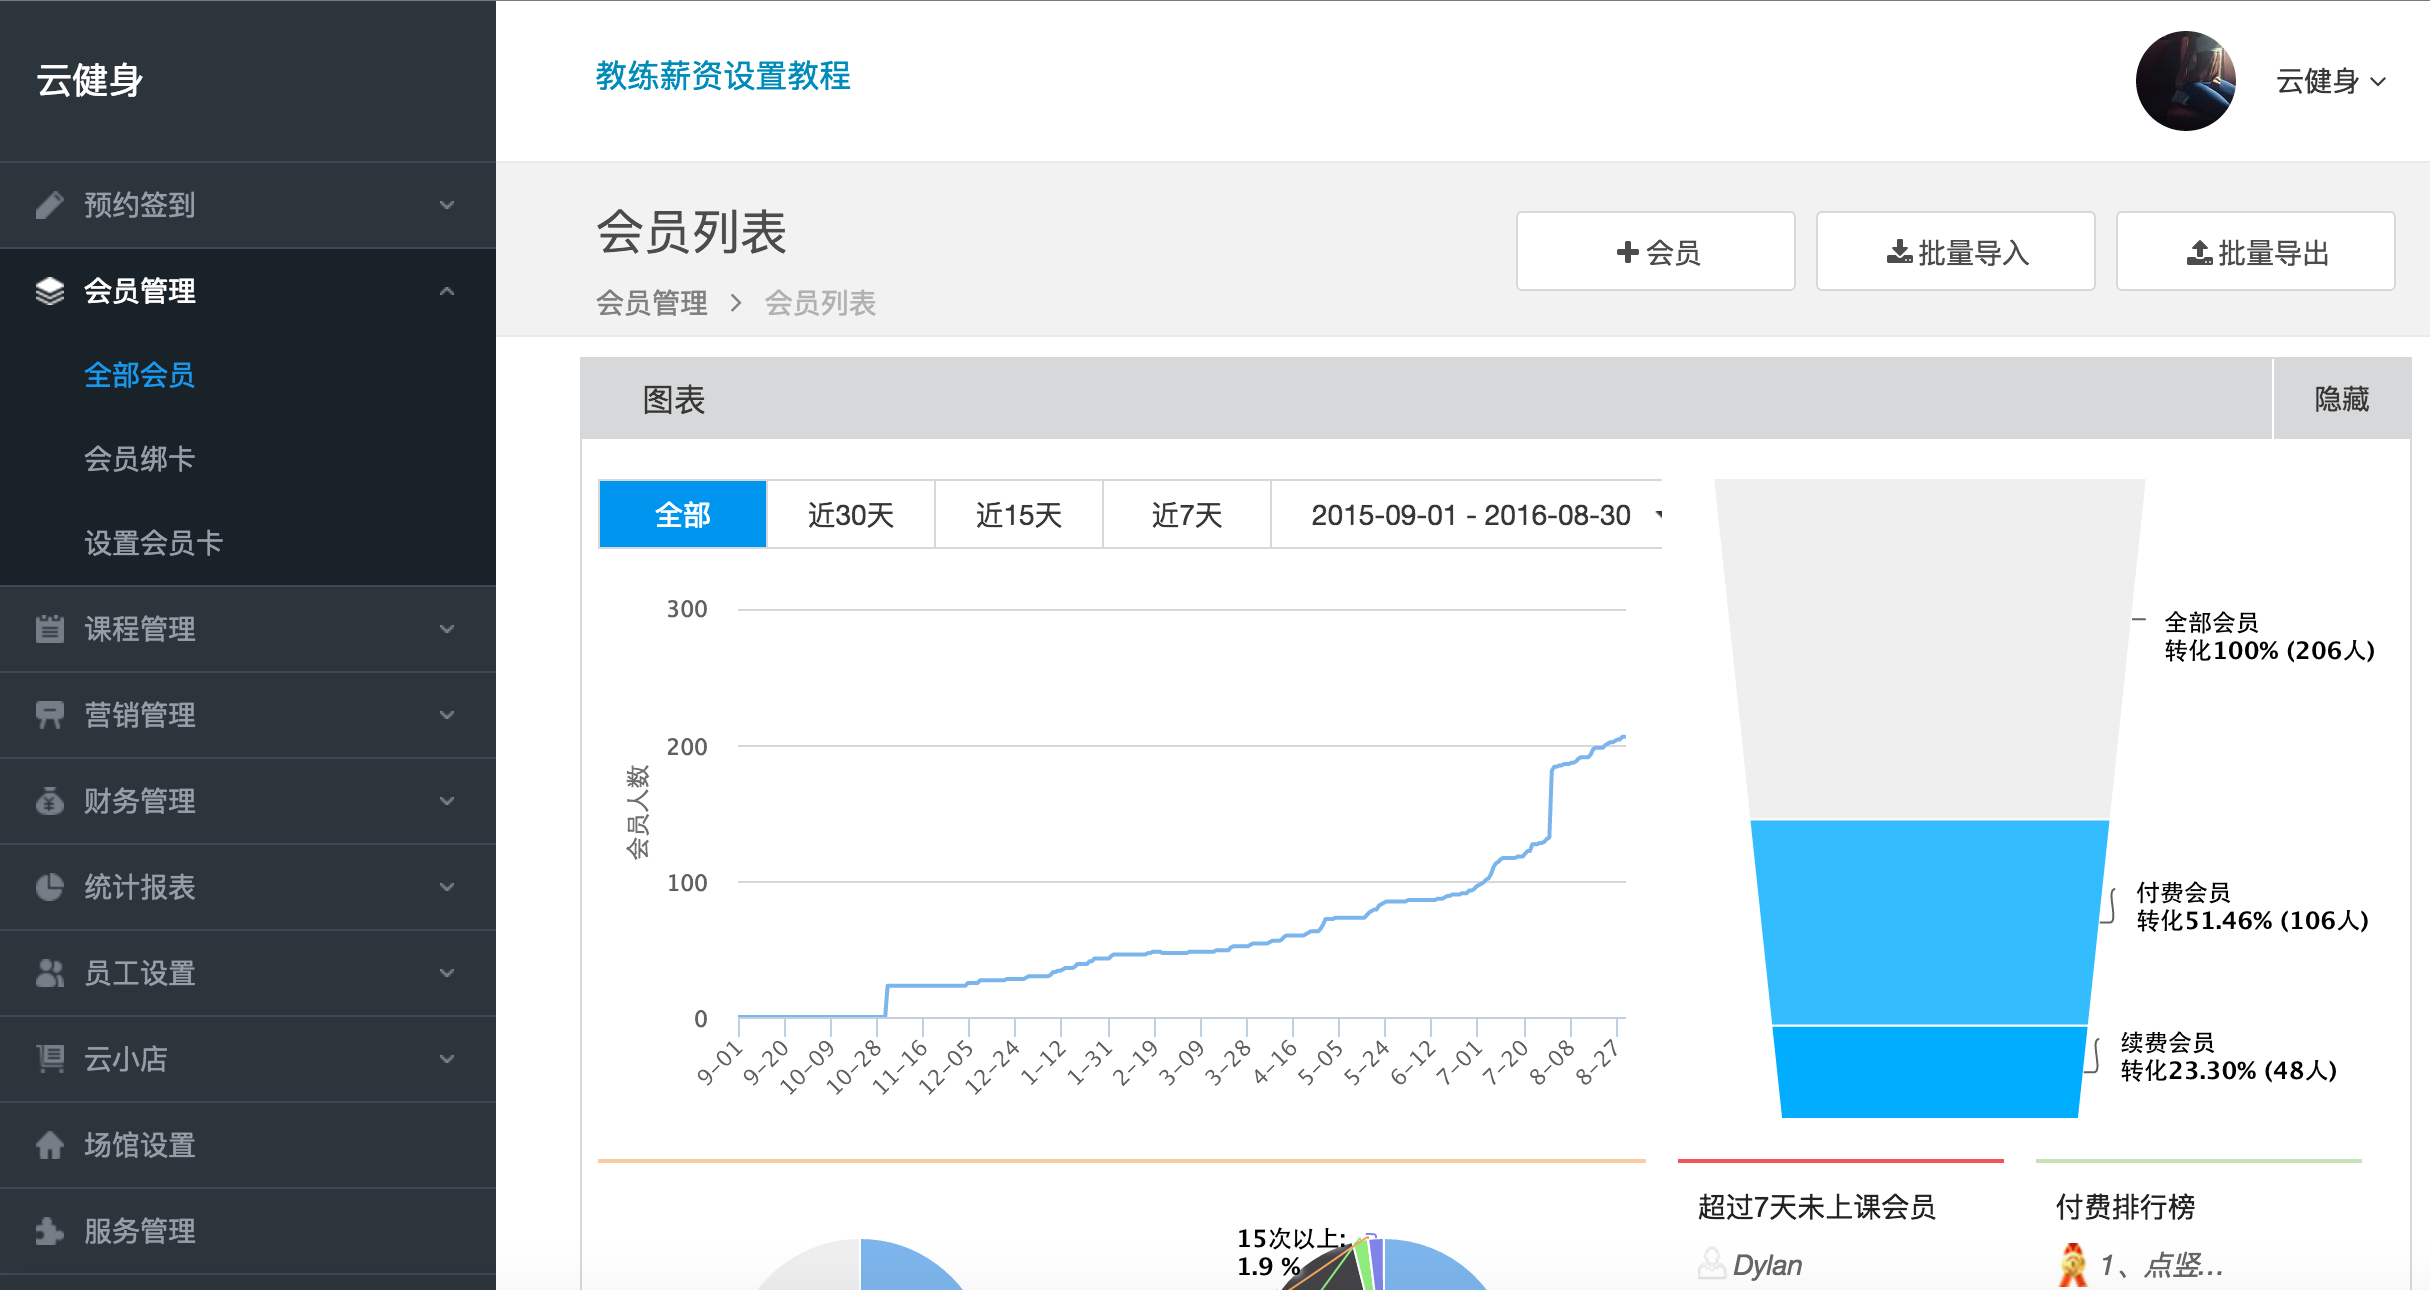 云健身
教练薪资设置教程
云健身
预约签到
会员管理
全部会员
会员绑卡
设置会员卡
课程管理
营销管理
财务管理
统计报表
员工设置
云小店
场馆设置
服务管理
会员列表
会员管理 > 会员列表
会员
批量导入
批量导出
图表
隐藏
全部
近30天
近15天
近7天
2015-09-01 - 2016-08-30
300
200
100
0
会员人数
9-01
9-20
10-09
10-28
11-16
12-05
12-24
1-12
1-31
2-19
3-09
3-28
4-16
5-05
5-24
6-12
7-01
7-20
8-08
8-27
全部会员
转化100% (206人)
付费会员
转化51.46% (106人)
续费会员
转化23.30% (48人)
15次以上:
1.9 %
超过7天未上课会员
Dylan
付费排行榜
1、点竖...